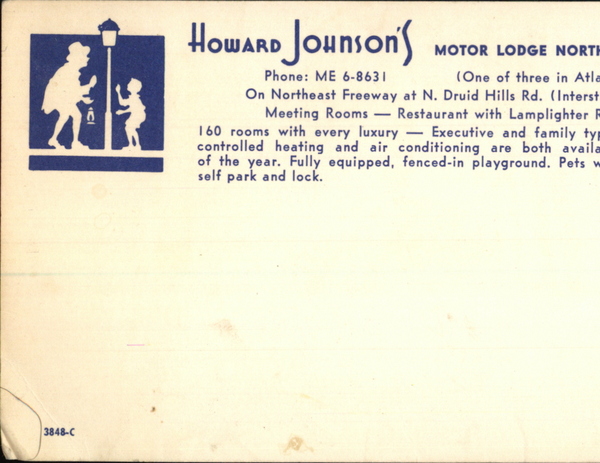 HOWARD JOHNSON'S MOTOR LODGE NORTH
Phone: ME 6-8631 (One of three in Atla
On Northeast Freeway at N. Druid Hills Rd. (Interst
Meeting Rooms — Restaurant with Lamplighter R
160 rooms with every luxury — Executive and family typ
controlled heating and air conditioning are both availa
of the year. Fully equipped, fenced-in playground. Pets w
self park and lock.
3848-C